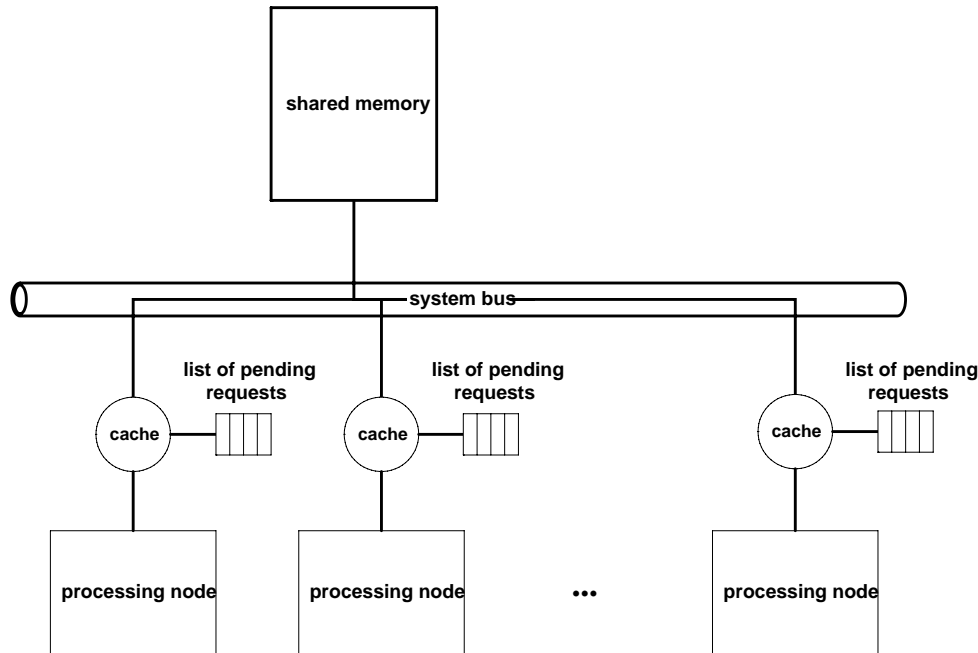 shared memory
system bus
list of pending
requests
list of pending
requests
list of pending
requests
cache
cache
cache
processing node
processing node
...
processing node